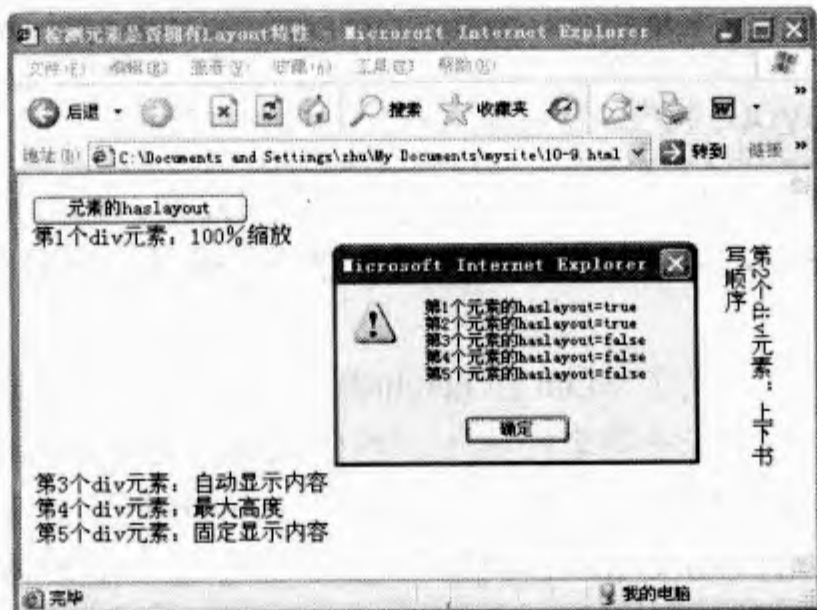 检测元素是否拥有Layout特性 - Microsoft Internet Explorer
文件(F) 编辑(E) 查看(V) 收藏(A) 工具(T) 帮助(H)
后退 搜索 收藏夹
地址(D) C:\Documents and Settings\zhu\My Documents\mysite\10-9.html 转到 链接
元素的haslayout
第1个div元素：100%缩放
第2个div元素：上下书
写顺序
Microsoft Internet Explorer
第1个元素的haslayout=true
第2个元素的haslayout=true
第3个元素的haslayout=false
第4个元素的haslayout=false
第5个元素的haslayout=false
确定
第3个div元素：自动显示内容
第4个div元素：最大高度
第5个div元素：固定显示内容
完毕 我的电脑